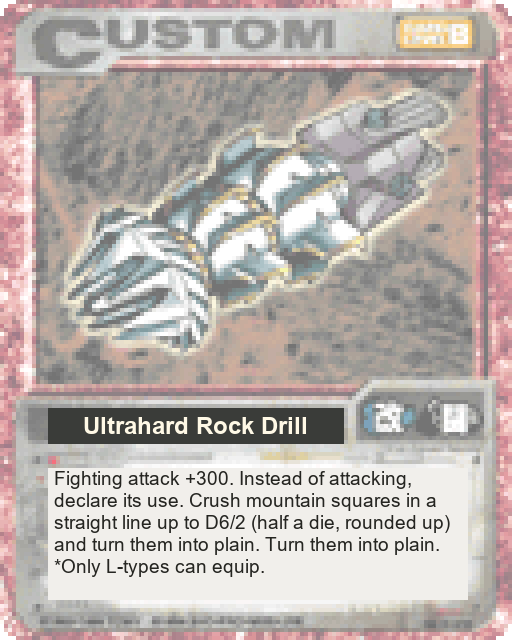 CUSTOM
B
Ultrahard Rock Drill
Fighting attack +300. Instead of attacking,
declare its use. Crush mountain squares in a
straight line up to D6/2 (half a die, rounded up)
and turn them into plain. Turn them into plain.
*Only L-types can equip.